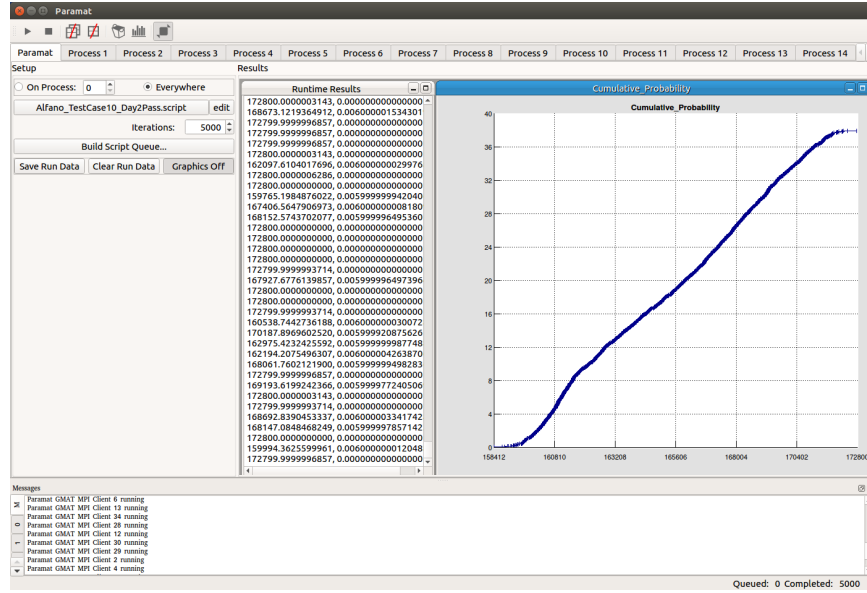 Paramat
Paramat Process 1 Process 2 Process 3 Process 4 Process 5 Process 6 Process 7 Process 8 Process 9 Process 10 Process 11 Process 12 Process 13 Process 14
Setup
Results
On Process: 0 Everywhere
Alfano_TestCase10_Day2Pass.script edit
Iterations: 5000
Build Script Queue...
Save Run Data Clear Run Data Graphics Off
Runtime Results
172800.0000003143, 0.000000000000000
168673.1219364912, 0.006000001534301
172799.9999996857, 0.000000000000000
172799.9999996857, 0.000000000000000
172799.9999996857, 0.000000000000000
172800.0000003143, 0.000000000000000
162097.6104017696, 0.006000000029976
172800.0000006286, 0.000000000000000
172800.0000000000, 0.000000000000000
159765.1984876022, 0.005999999942040
167406.5647906973, 0.006000000008180
168152.5743702077, 0.005999996495360
172800.0000000000, 0.000000000000000
172800.0000000000, 0.000000000000000
172800.0000000000, 0.000000000000000
172800.0000000000, 0.000000000000000
172799.9999993714, 0.000000000000000
167927.6776139857, 0.005999996497396
172800.0000000000, 0.000000000000000
172800.0000000000, 0.000000000000000
172799.9999993714, 0.000000000000000
160538.7442736188, 0.006000000030072
170187.8969602520, 0.005999920875626
162975.4232425592, 0.005999999987748
162194.2075496307, 0.006000004263870
168061.7602121900, 0.005999999498283
172799.9999996857, 0.000000000000000
169193.6199242366, 0.005999977240506
172800.0000003143, 0.000000000000000
172799.9999993714, 0.000000000000000
168692.8390453337, 0.006000003341742
168147.0848468249, 0.005999997857142
172800.0000000000, 0.000000000000000
159994.3625599961, 0.006000000012048
172799.9999996857, 0.000000000000000
Cumulative_Probability
Cumulative_Probability
40
36
32
28
24
20
16
12
8
4
0
158412 160810 163208 165606 168004 170402 172800
Messages
M
0
1
Paramat GMAT MPI Client 6 running
Paramat GMAT MPI Client 13 running
Paramat GMAT MPI Client 34 running
Paramat GMAT MPI Client 28 running
Paramat GMAT MPI Client 12 running
Paramat GMAT MPI Client 30 running
Paramat GMAT MPI Client 29 running
Paramat GMAT MPI Client 2 running
Paramat GMAT MPI Client 4 running
Queued: 0 Completed: 5000